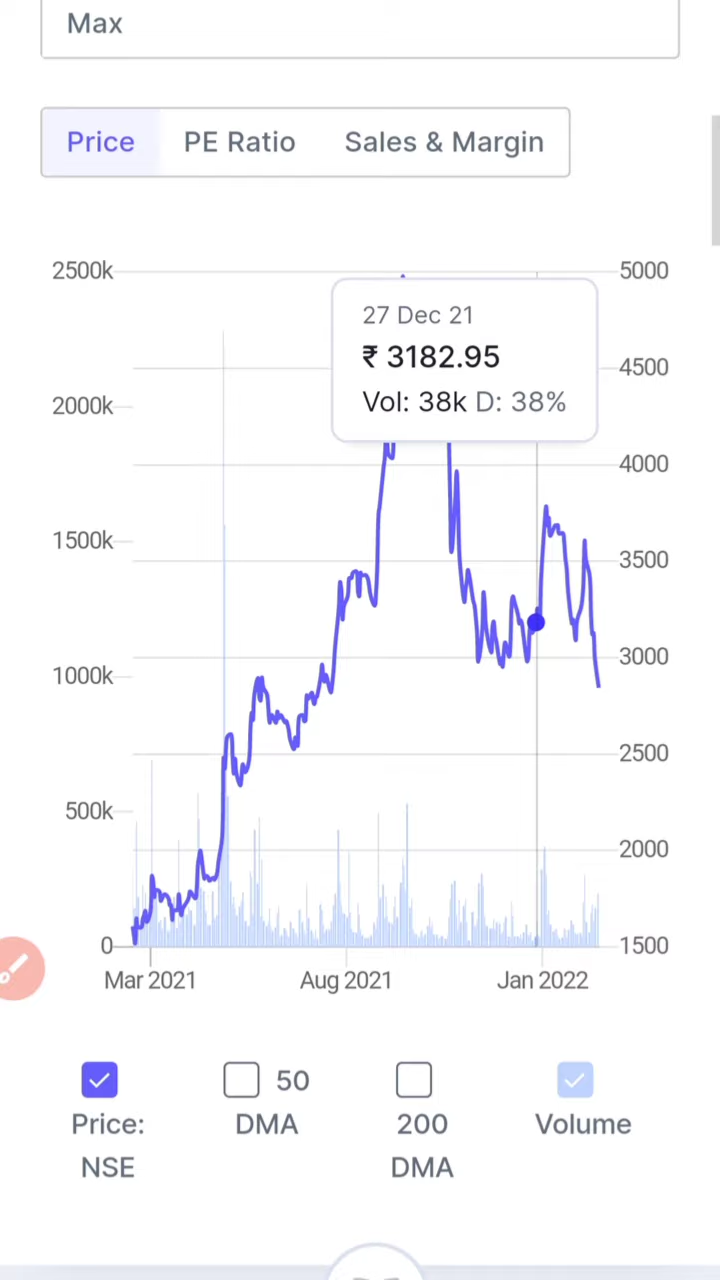 Max
Price PE Ratio Sales & Margin
2500k 5000
27 Dec 21
₹ 3182.95
4500
Vol: 38k D: 38%
2000k
4000
1500k
3500
1000k
3000
2500
500k
2000
0 1500
Mar 2021 Aug 2021 Jan 2022
50
Price: DMA 200 Volume
NSE DMA